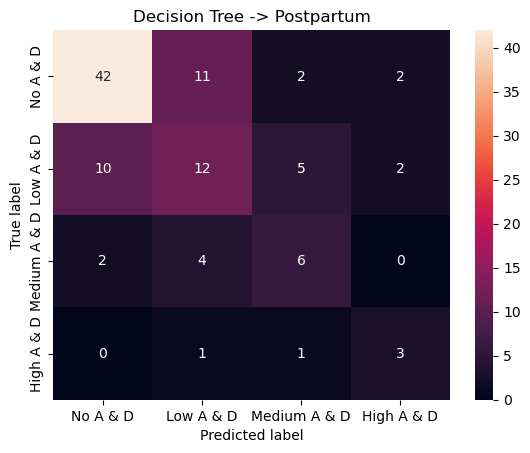 Decision Tree -> Postpartum
True label
No A & D
Low A & D
Medium A & D
High A & D
42 11 2 2
10 12 5 2
2 4 6 0
0 1 1 3
No A & D Low A & D Medium A & D High A & D
Predicted label
40
35
30
25
20
15
10
5
0